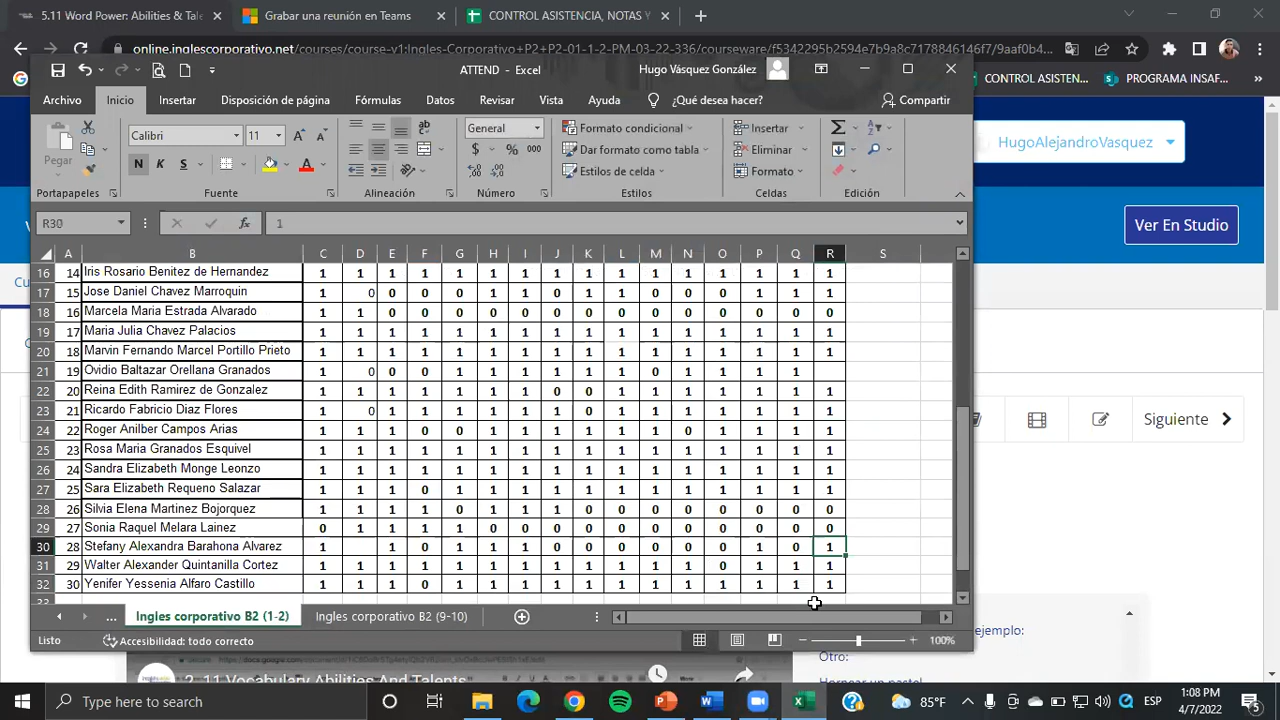 5.11 Word Power: Abilities & Tal
Grabar una reunión en Teams
CONTROL ASISTENCIA, NOTAS Y
online.inglescorporativo.net/courses/course-v1:Ingles-Corporativo+P2+P2-01-1-2-PM-03-22-336/courseware/f5342295b2594e7b9a8c7178846146f7/9aaf0b4...
CONTROL ASISTEN...
PROGRAMA INSAF...
»
ATTEND - Excel
Hugo Vásquez González
Archivo Inicio Insertar Disposición de página Fórmulas Datos Revisar Vista Ayuda ¿Qué desea hacer? Compartir
HugoAlejandroVasquez
Ver En Studio
Pegar
Calibri 11
N K S
General
$ % 000
Formato condicional
Dar formato como tabla
Estilos de celda
Insertar
Eliminar
Formato
Portapapeles Fuente Alineación Número Estilos Celdas Edición
R30 fx 1
A B C D E F G H I J K L M N O P Q R S
16 14 Iris Rosario Benitez de Hernandez 1 1 1 1 1 1 1 1 1 1 1 1 1 1 1 1
17 15 Jose Daniel Chavez Marroquin 1 0 0 0 0 1 1 0 1 1 0 0 0 1 1 1
18 16 Marcela Maria Estrada Alvarado 1 1 0 0 0 0 0 0 0 0 0 0 0 0 0 0
19 17 Maria Julia Chavez Palacios 1 1 1 1 1 1 1 1 1 1 1 1 1 1 1 1
20 18 Marvin Fernando Marcel Portillo Prieto 1 1 1 1 1 1 1 1 1 1 1 1 1 1 1
21 19 Ovidio Baltazar Orellana Granados 1 0 0 0 1 1 1 1 1 1 0 1 1 1
22 20 Reina Edith Ramirez de Gonzalez 1 1 1 1 1 1 1 0 0 1 1 1 1 1 1 1
23 21 Ricardo Fabricio Diaz Flores 1 0 1 1 1 1 1 1 0 1 1 1 1 1 1 1
24 22 Roger Anilber Campos Arias 1 1 1 0 0 1 1 1 1 1 1 0 1 1 1 1
25 23 Rosa Maria Granados Esquivel 1 1 1 1 1 1 1 1 1 1 1 1 1 1 1 1
26 24 Sandra Elizabeth Monge Leonzo 1 1 1 1 1 1 1 1 1 1 1 1 1 1 1 1
27 25 Sara Elizabeth Requeno Salazar 1 1 1 0 1 1 1 1 1 1 1 1 1 1 1 1
28 26 Silvia Elena Martinez Bojorquez 1 1 1 1 0 1 1 1 0 0 0 0 0 0 0 0
29 27 Sonia Raquel Melara Lainez 0 1 1 1 1 0 0 0 0 0 0 0 0 0 0 0
30 28 Stefany Alexandra Barahona Alvarez 1 1 0 1 1 1 0 0 0 0 0 0 1 0 1
31 29 Walter Alexander Quintanilla Cortez 1 1 1 1 1 1 1 1 1 1 1 1 0 1 1 1
32 30 Yenifer Yessenia Alfaro Castillo 1 1 1 0 1 1 1 1 1 1 1 1 1 1 1 1
33
... Ingles corporativo B2 (1-2) Ingles corporativo B2 (9-10)
Listo Accesibilidad: todo correcto 100%
Siguiente
ejemplo:
Otro:
Hornear un pastel
2. 11 Vocabulary Abilities And Talents
Type here to search
85°F ESP 1:08 PM
4/7/2022
5